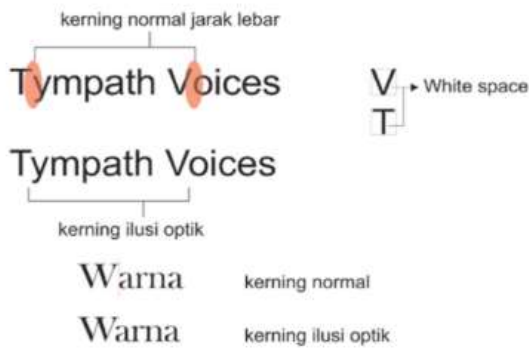 kerning normal jarak lebar
Tympath Voices
V
White space
T
Tympath Voices
kerning ilusi optik
Warna kerning normal
Warna kerning ilusi optik